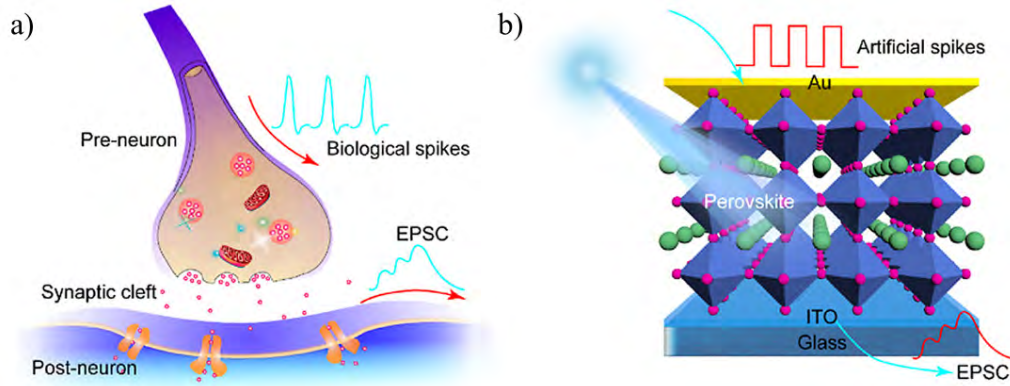 a)
Pre-neuron
Biological spikes
EPSC
Synaptic cleft
Post-neuron
b)
Artificial spikes
Au
Perovskite
ITO
Glass
EPSC